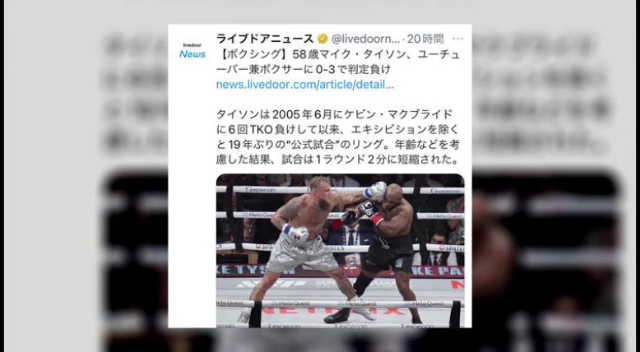 ライブドアニュース @livedoorn...・20時間
livedoor
News
【ボクシング】58歳マイク・タイソン、ユーチュ
ーバー兼ボクサーに0-3で判定負け
news.livedoor.com/article/detail...
タイソンは2005年6月にケビン・マクブライド
に6回TKO負けして以来、エキシビションを除く
と19年ぶりの“公式試合”のリング。年齢などを考
慮した結果、試合は1ラウンド2分に短縮された。
KE TYSON
KE PA
NETFLIX